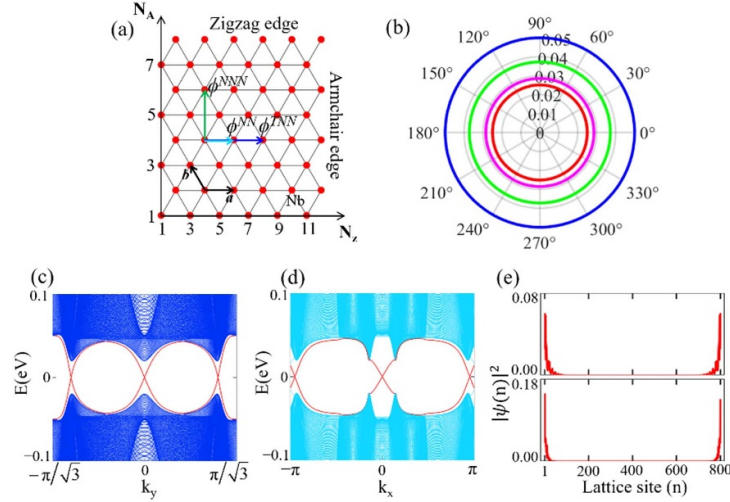 (a)
N_A
Zigzag edge
7
5
3
1
ϕ^NNN
ϕ^NN
ϕ^TNN
b
a
Nb
Armchair edge
1 3 5 7 9 11
N_z
(b)
90°
120° 60°
150° 30°
180° 0°
210° 330°
240° 300°
270°
0.05
0.04
0.03
0.02
0.01
0
(c)
0.1
E(eV)
0
−0.1
−π/√3 0 π/√3
k_y
(d)
0.1
E(eV)
0
−0.1
−π 0 π
k_x
(e)
0.08
0.00
0.18
0.00
|ψ(n)|²
1 200 400 600 800
Lattice site (n)